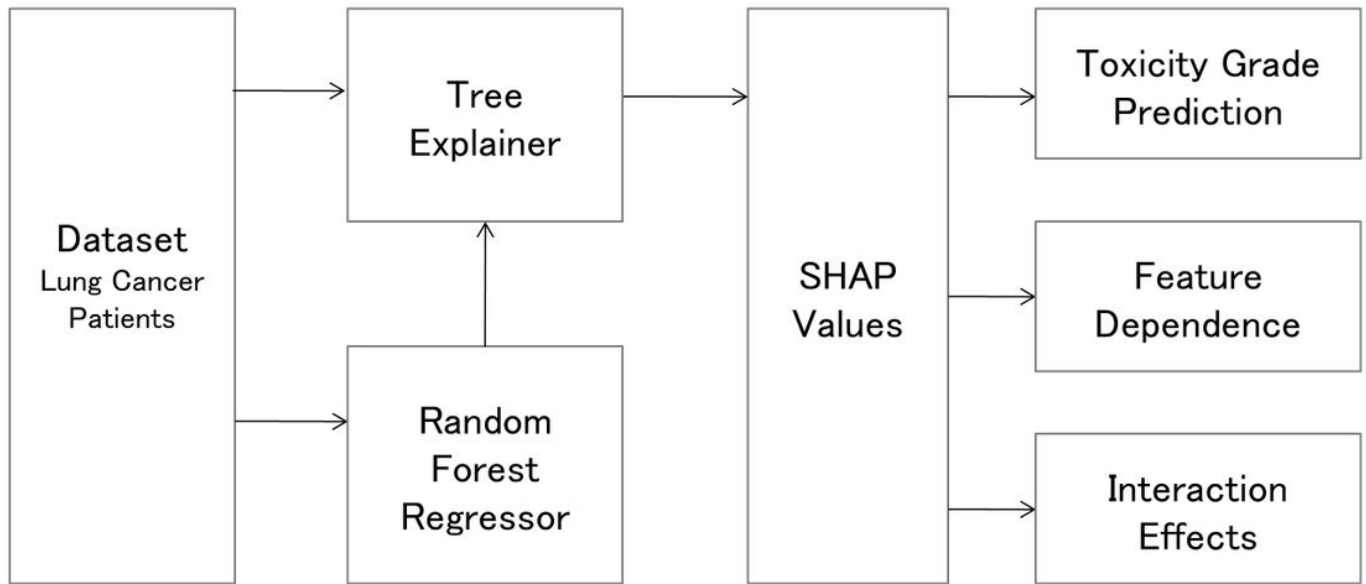 Dataset
Lung Cancer
Patients
Tree
Explainer
Random
Forest
Regressor
SHAP
Values
Toxicity Grade
Prediction
Feature
Dependence
Interaction
Effects